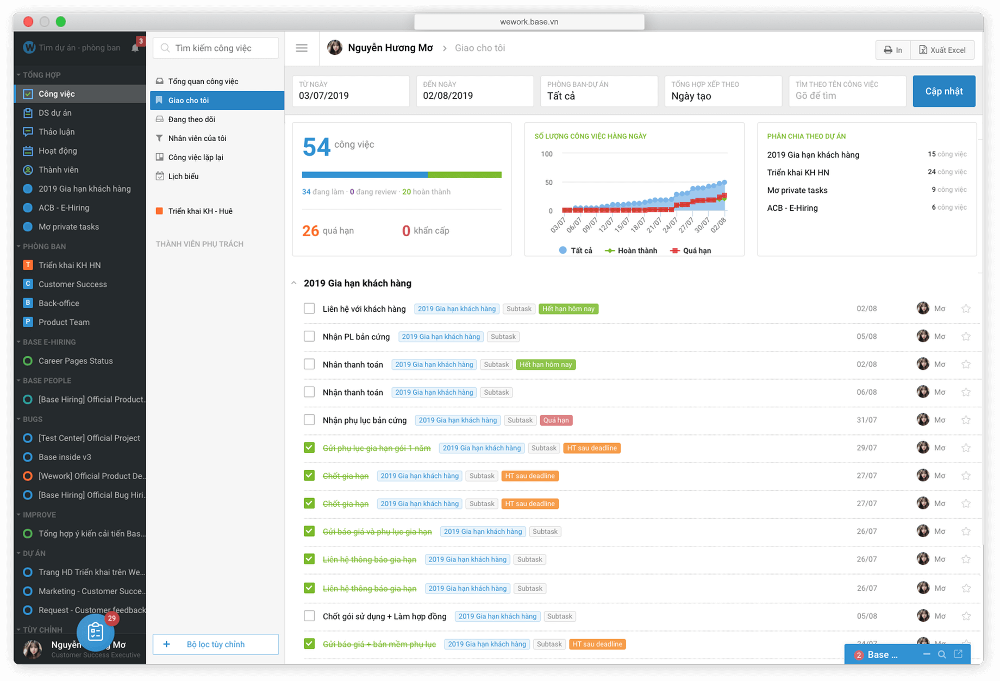 wework.base.vn
W Tìm dự án - phòng ban 3
TỔNG HỢP
Công việc
DS dự án
Thảo luận
Hoạt động
Thành viên
2019 Gia hạn khách hàng
ACB - E-Hiring
Mơ private tasks
PHÒNG BAN
T Triển khai KH HN
C Customer Success
B Back-office
P Product Team
BASE E-HIRING
Career Pages Status
BASE PEOPLE
[Base Hiring] Official Product...
BUGS
[Test Center] Official Project
Base inside v3
[Wework] Official Product De...
[Base Hiring] Official Bug Hiri...
IMPROVE
Tổng hợp ý kiến cải tiến Bas...
DỰ ÁN
Trang HD Triển khai trên We...
Marketing - Customer Succe...
Request - Customer feedback
29
TÙY CHỈNH
Nguyễn g Mơ
Customer Success Executive
Tìm kiếm công việc
Tổng quan công việc
Giao cho tôi
Đang theo dõi
Nhân viên của tôi
Công việc lặp lại
Lịch biểu
Triển khai KH - Huê
THÀNH VIÊN PHỤ TRÁCH
+ Bộ lọc tùy chỉnh
Nguyễn Hương Mơ > Giao cho tôi
In
Xuất Excel
TỪ NGÀY
03/07/2019
ĐẾN NGÀY
02/08/2019
PHÒNG BAN-DỰ ÁN
Tất cả
TỔNG HỢP XẾP THEO
Ngày tạo
TÌM THEO TÊN CÔNG VIỆC
Gõ để tìm
Cập nhật
54 công việc
34 đang làm · 0 đang review · 20 hoàn thành
26 quá hạn
0 khẩn cấp
SỐ LƯỢNG CÔNG VIỆC HÀNG NGÀY
100
50
0
03/07 06/07 09/07 12/07 15/07 18/07 21/07 24/07 27/07 30/07 02/08
Tất cả Hoàn thành Quá hạn
PHÂN CHIA THEO DỰ ÁN
2019 Gia hạn khách hàng 15 công việc
Triển khai KH HN 24 công việc
Mơ private tasks 9 công việc
ACB - E-Hiring 6 công việc
2019 Gia hạn khách hàng
Liên hệ với khách hàng 2019 Gia hạn khách hàng Subtask Hết hạn hôm nay 02/08 Mơ
Nhận PL bản cứng 2019 Gia hạn khách hàng Subtask 05/08 Mơ
Nhân thanh toán 2019 Gia hạn khách hàng Subtask Hết hạn hôm nay 02/08 Mơ
Nhận thanh toán 2019 Gia hạn khách hàng Subtask 06/08 Mơ
Nhận phụ lục bản cứng 2019 Gia hạn khách hàng Subtask Quá hạn 31/07 Mơ
Gửi phụ lục gia hạn gói 1 năm 2019 Gia hạn khách hàng Subtask HT sau deadline 29/07 Mơ
Chốt gia hạn 2019 Gia hạn khách hàng Subtask HT sau deadline 27/07 Mơ
Chốt gia hạn 2019 Gia hạn khách hàng Subtask HT sau deadline 27/07 Mơ
Gửi báo giá và phụ lục gia hạn 2019 Gia hạn khách hàng Subtask 26/07 Mơ
Liên hệ thông báo gia hạn 2019 Gia hạn khách hàng Subtask 26/07 Mơ
Liên hệ thông báo gia hạn 2019 Gia hạn khách hàng Subtask 26/07 Mơ
Chốt gói sử dụng + Làm hợp đồng 2019 Gia hạn khách hàng Subtask 05/08 Mơ
Gửi báo giá + bản mềm phụ lục 2019 Gia hạn khách hàng Subtask HT sau deadline 24/07 Mơ
2 Base ...